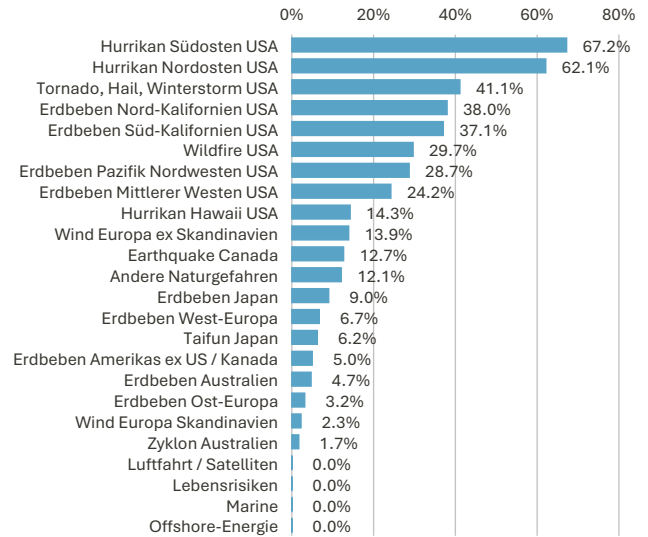 0% 20% 40% 60% 80%
Hurrikan Südosten USA 67.2%
Hurrikan Nordosten USA 62.1%
Tornado, Hail, Winterstorm USA 41.1%
Erdbeben Nord-Kalifornien USA 38.0%
Erdbeben Süd-Kalifornien USA 37.1%
Wildfire USA 29.7%
Erdbeben Pazifik Nordwesten USA 28.7%
Erdbeben Mittlerer Westen USA 24.2%
Hurrikan Hawaii USA 14.3%
Wind Europa ex Skandinavien 13.9%
Earthquake Canada 12.7%
Andere Naturgefahren 12.1%
Erdbeben Japan 9.0%
Erdbeben West-Europa 6.7%
Taifun Japan 6.2%
Erdbeben Amerikas ex US / Kanada 5.0%
Erdbeben Australien 4.7%
Erdbeben Ost-Europa 3.2%
Wind Europa Skandinavien 2.3%
Zyklon Australien 1.7%
Luftfahrt / Satelliten 0.0%
Lebensrisiken 0.0%
Marine 0.0%
Offshore-Energie 0.0%